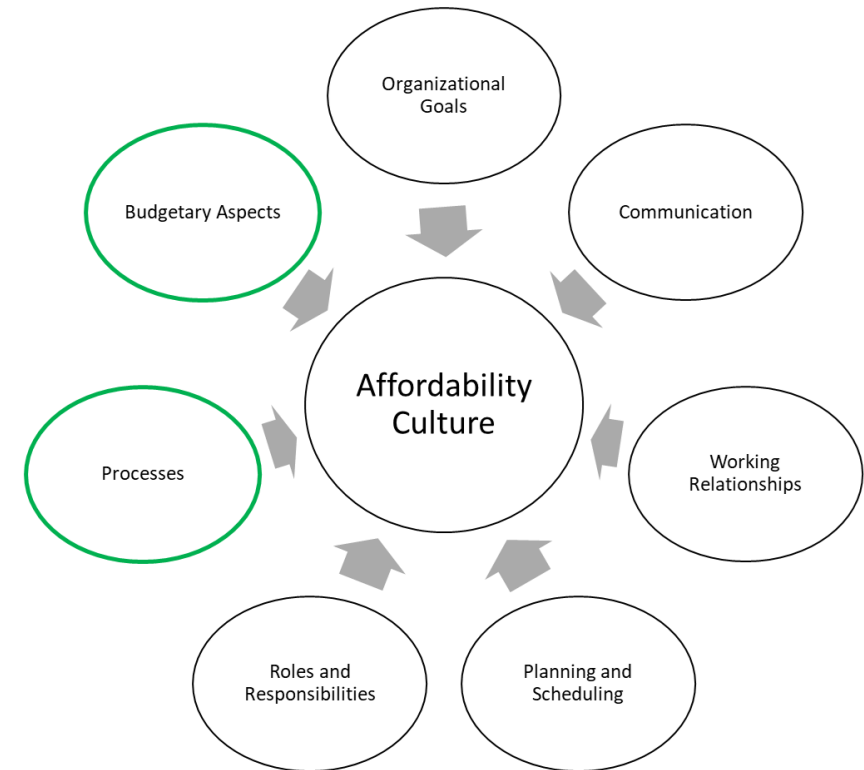 Organizational
Goals
Budgetary Aspects
Communication
Affordability
Culture
Processes
Working
Relationships
Roles and
Responsibilities
Planning and
Scheduling